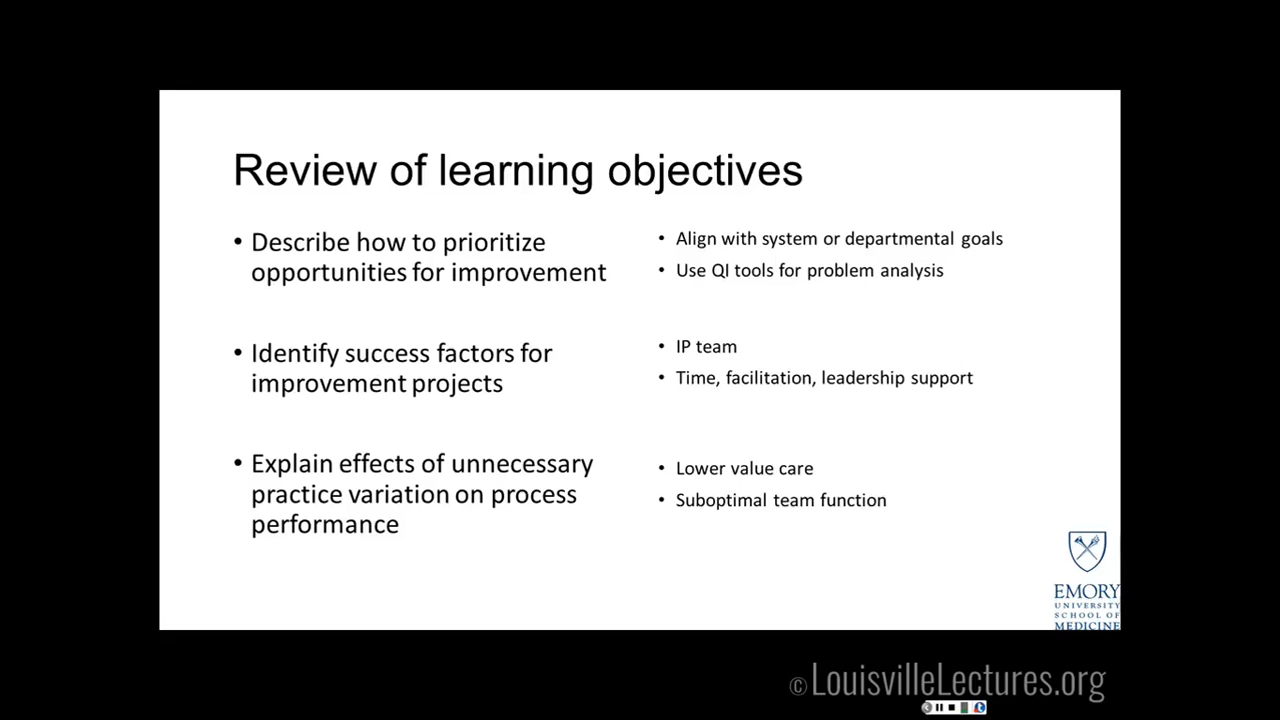 Review of learning objectives
• Describe how to prioritize
opportunities for improvement
• Align with system or departmental goals
• Use QI tools for problem analysis
• Identify success factors for
improvement projects
• IP team
• Time, facilitation, leadership support
• Explain effects of unnecessary
practice variation on process
performance
• Lower value care
• Suboptimal team function
EMORY
UNIVERSITY
SCHOOL OF
MEDICINE
© LouisvilleLectures.org